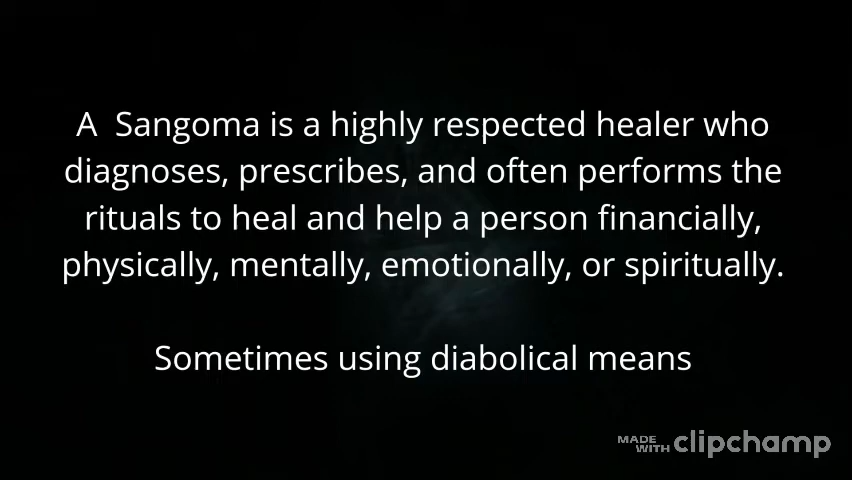 A  Sangoma is a highly respected healer who
diagnoses, prescribes, and often performs the
rituals to heal and help a person financially,
physically, mentally, emotionally, or spiritually.
Sometimes using diabolical means
MADE WITH clipchamp